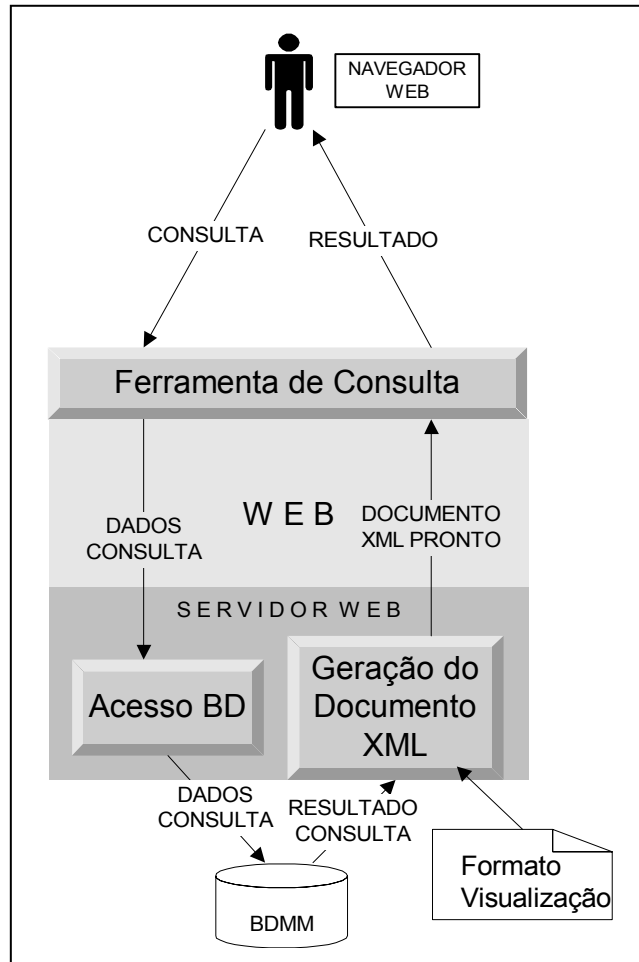 NAVEGADOR
WEB
CONSULTA
RESULTADO
Ferramenta de Consulta
W E B
DADOS
CONSULTA
DOCUMENTO
XML PRONTO
S E R V I D O R W E B
Acesso BD
Geração do
Documento
XML
DADOS
CONSULTA
RESULTADO
CONSULTA
BDMM
Formato
Visualização